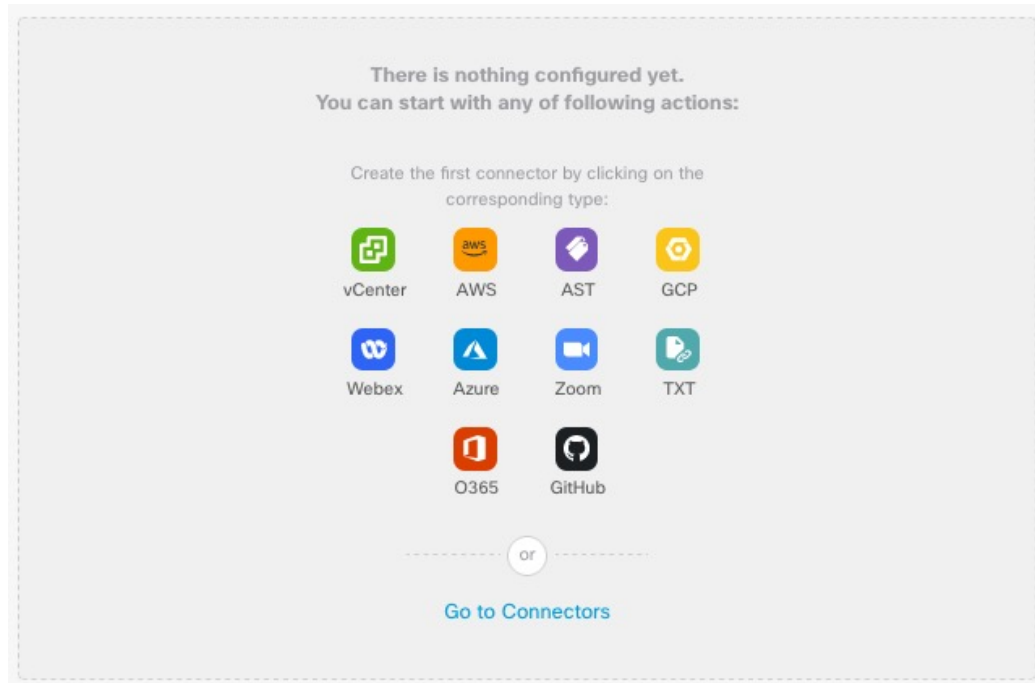 There is nothing configured yet.
You can start with any of following actions:
Create the first connector by clicking on the
corresponding type:
aws
vCenter AWS AST GCP
Webex Azure Zoom TXT
O365 GitHub
or
Go to Connectors